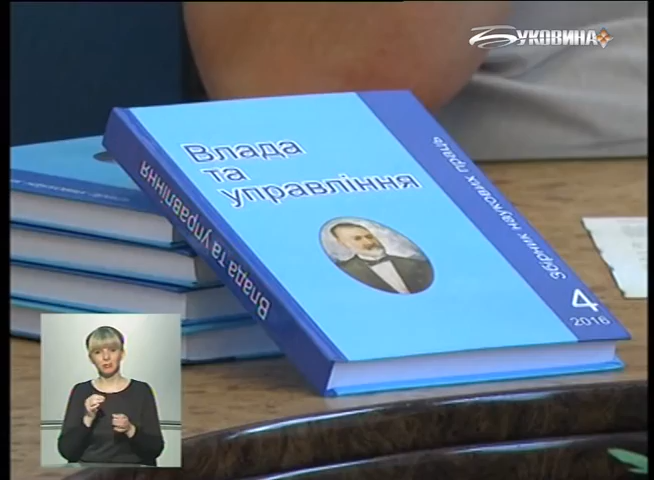 БУКОВИНА
Влада
та
управління
Збірник наукових праць
4
2016
Влада та управління